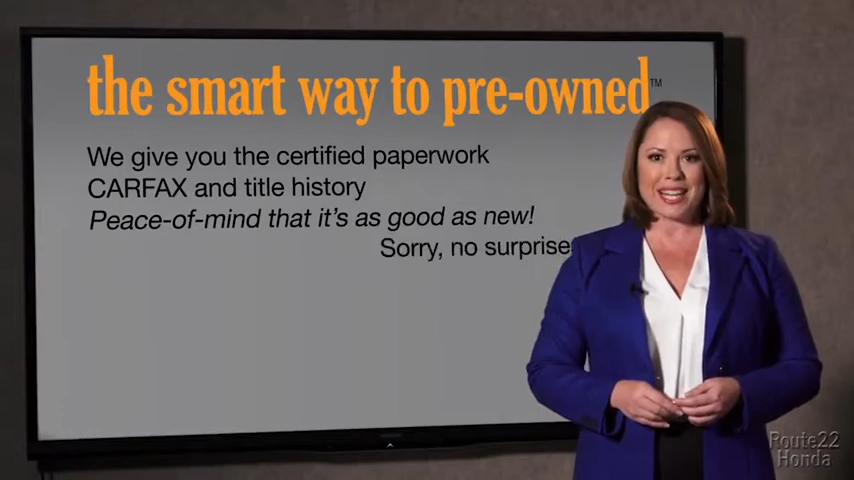 the smart way to pre-owned™
We give you the certified paperwork
CARFAX and title history
Peace-of-mind that it's as good as new!
Sorry, no surprise
Route22
Honda